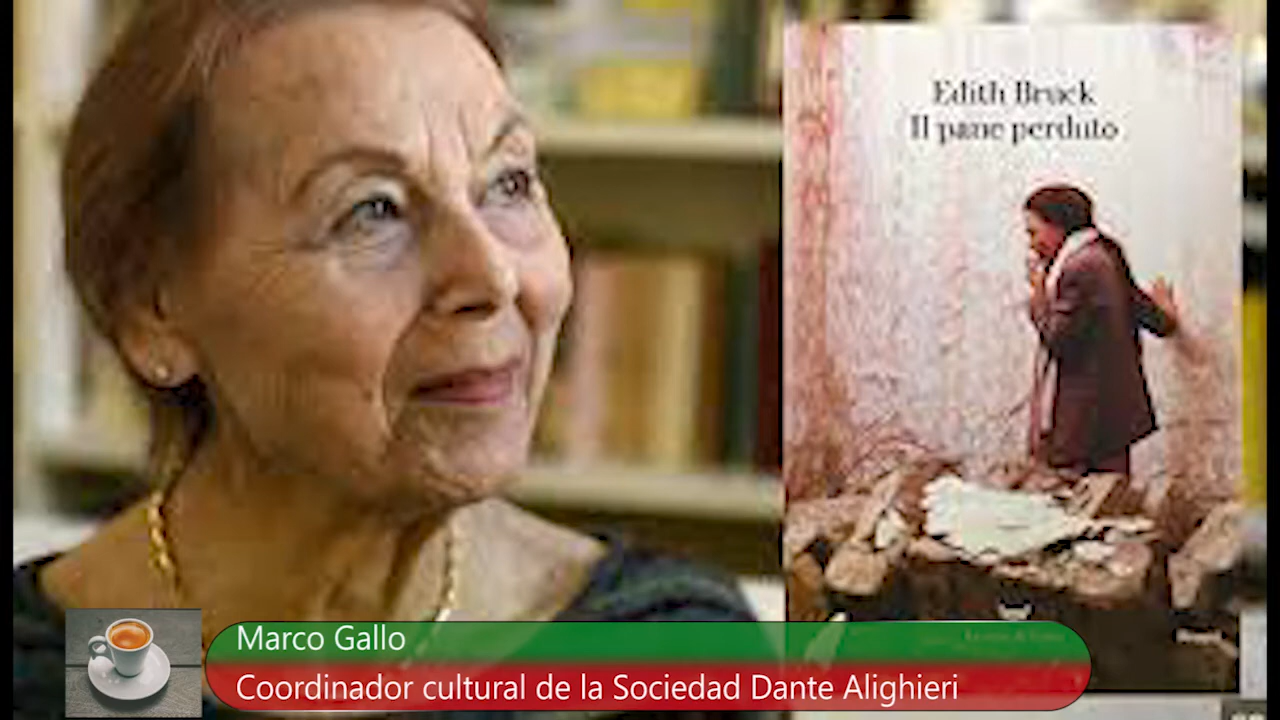 Edith Bruck
Il pane perduto
Marco Gallo
Coordinador cultural de la Sociedad Dante Alighieri